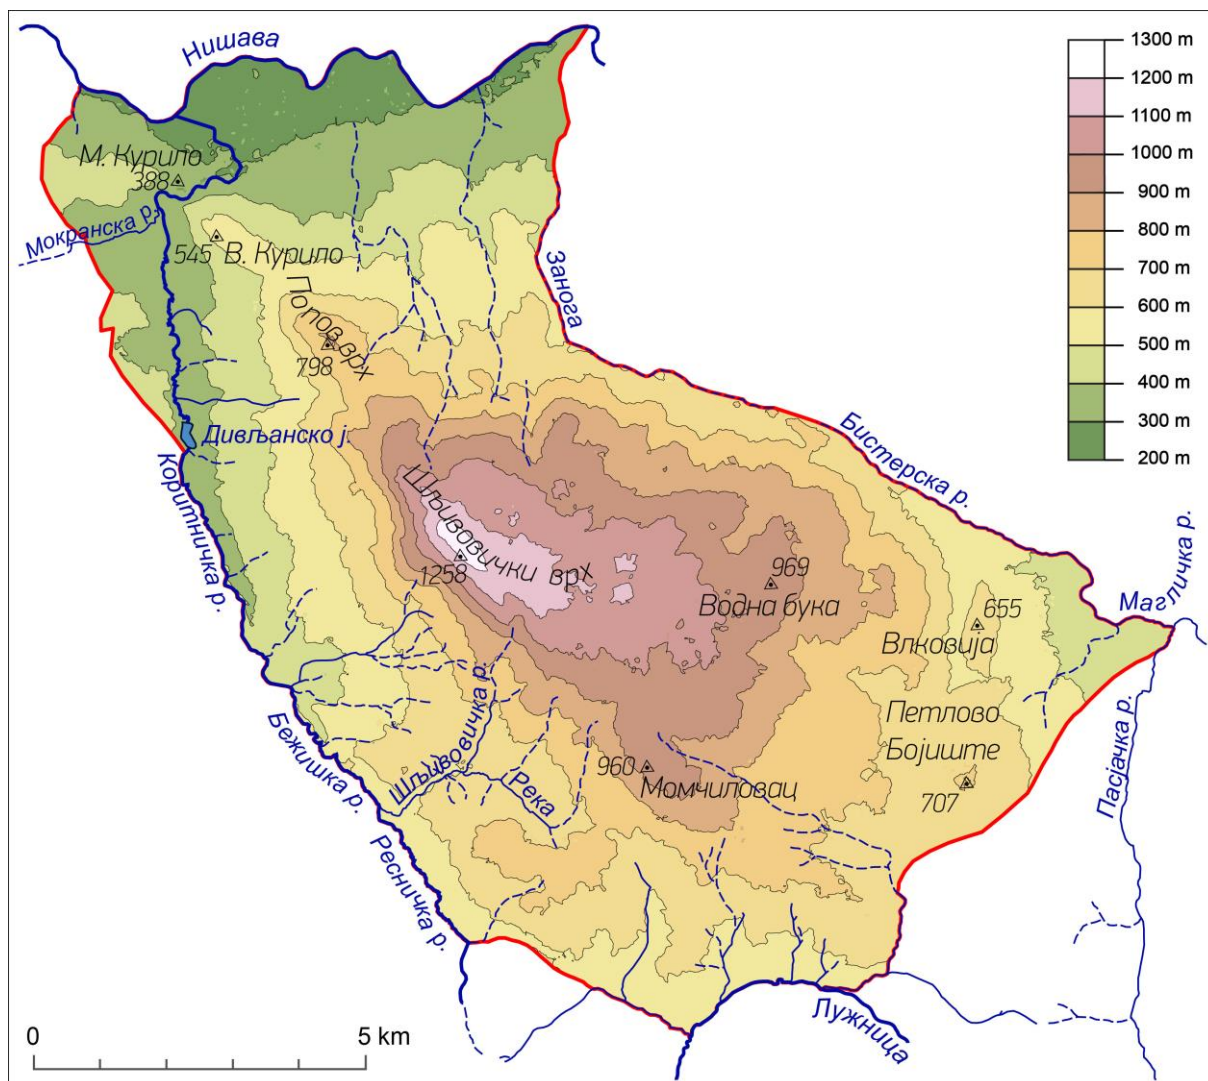 Нишава
1300 m
1200 m
1100 m
1000 m
900 m
800 m
700 m
600 m
500 m
400 m
300 m
200 m
М. Курило
388
Мокранска р.
545 В. Курило
Занога
Попов врх
798
Дивљанско ј.
Бистерска р.
Коритничка р.
Шљивовички врх
1258
969
Водна бука
655
Влковија
Магличка р.
Петлово
Бојиште
707
Пасјачка р.
Бежишка р.
Шљивовичка р.
Река
960
Момчиловац
Ресничка р.
Лужница
0 5 km